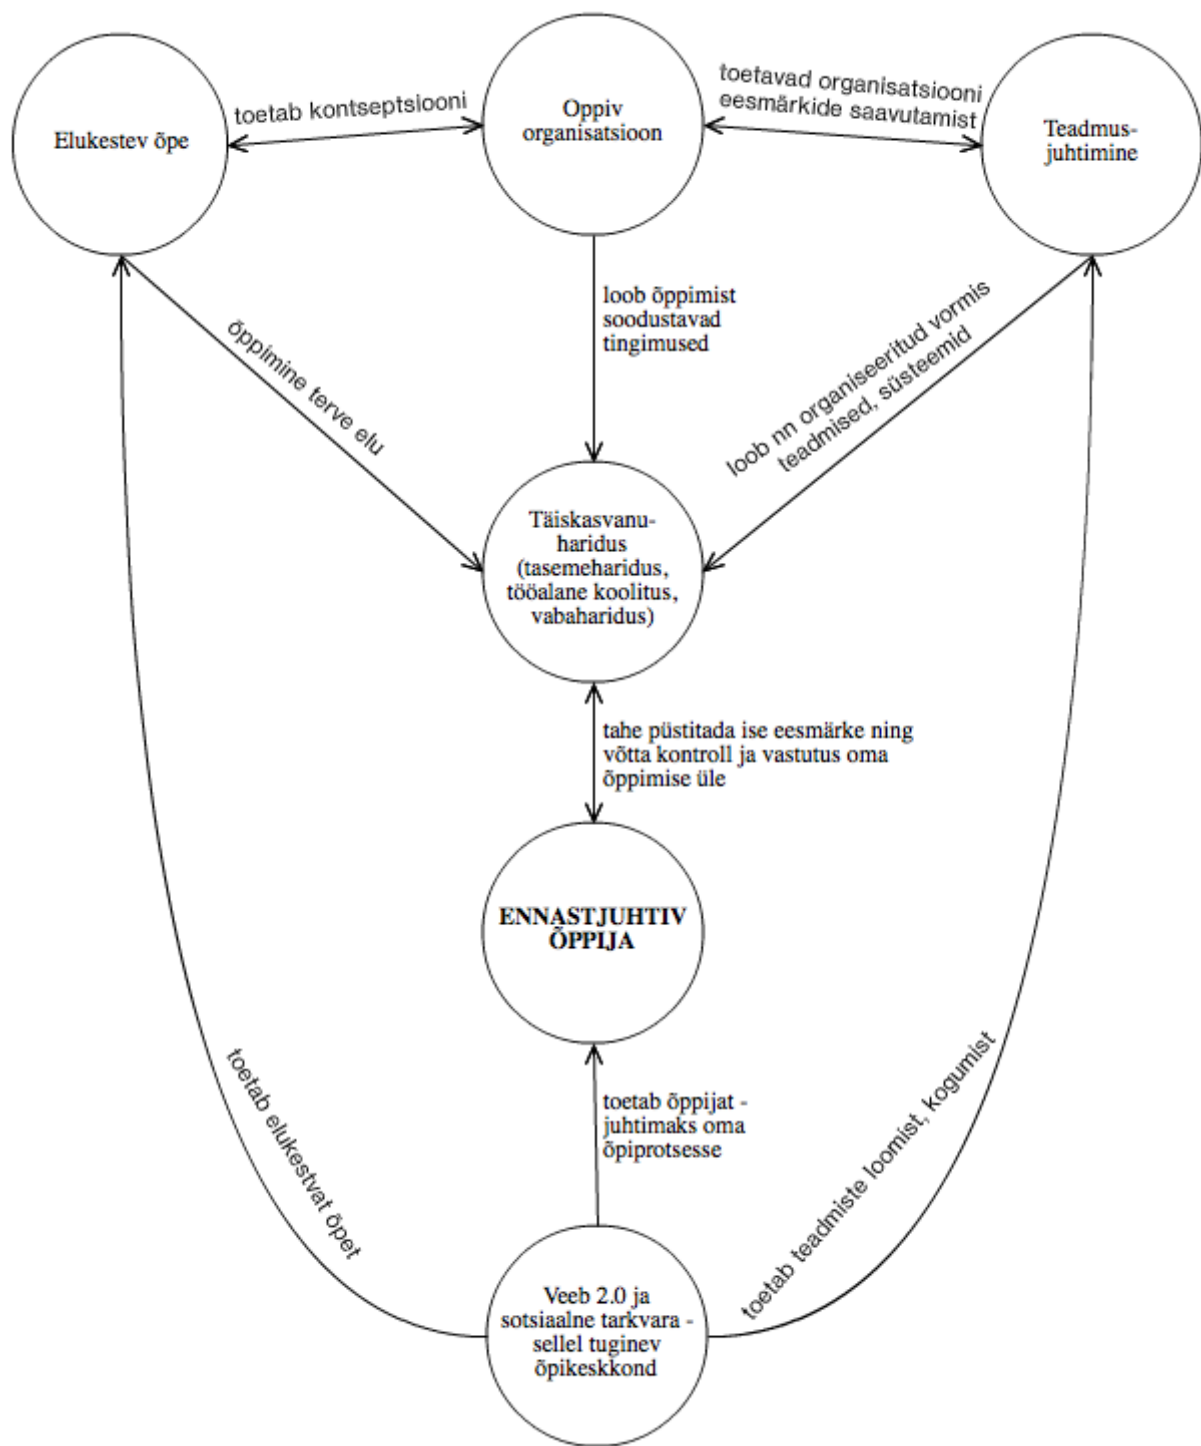 Elukestev õpe
toetab kontseptsiooni
Oppiv
organisatsioon
toetavad organisatsiooni
eesmärkide saavutamist
Teadmus-
juhtimine
õppimine terve elu
loob õppimist
soodustavad
tingimused
loob nn organiseeritud vormis
teadmised, süsteemid
Täiskasvanu-
haridus
(tasemeharidus,
tööalane koolitus,
vabaharidus)
tahe püstitada ise eesmärke ning
võtta kontroll ja vastutus oma
õppimise üle
ENNASTJUHTIV
ÕPPIJA
toetab elukestvat õpet
toetab õppijat -
juhtimaks oma
õpiprotsesse
toetab teadmiste loomist, kogumist
Veeb 2.0 ja
sotsiaalne tarkvara -
sellel tuginev
õpikeskkond